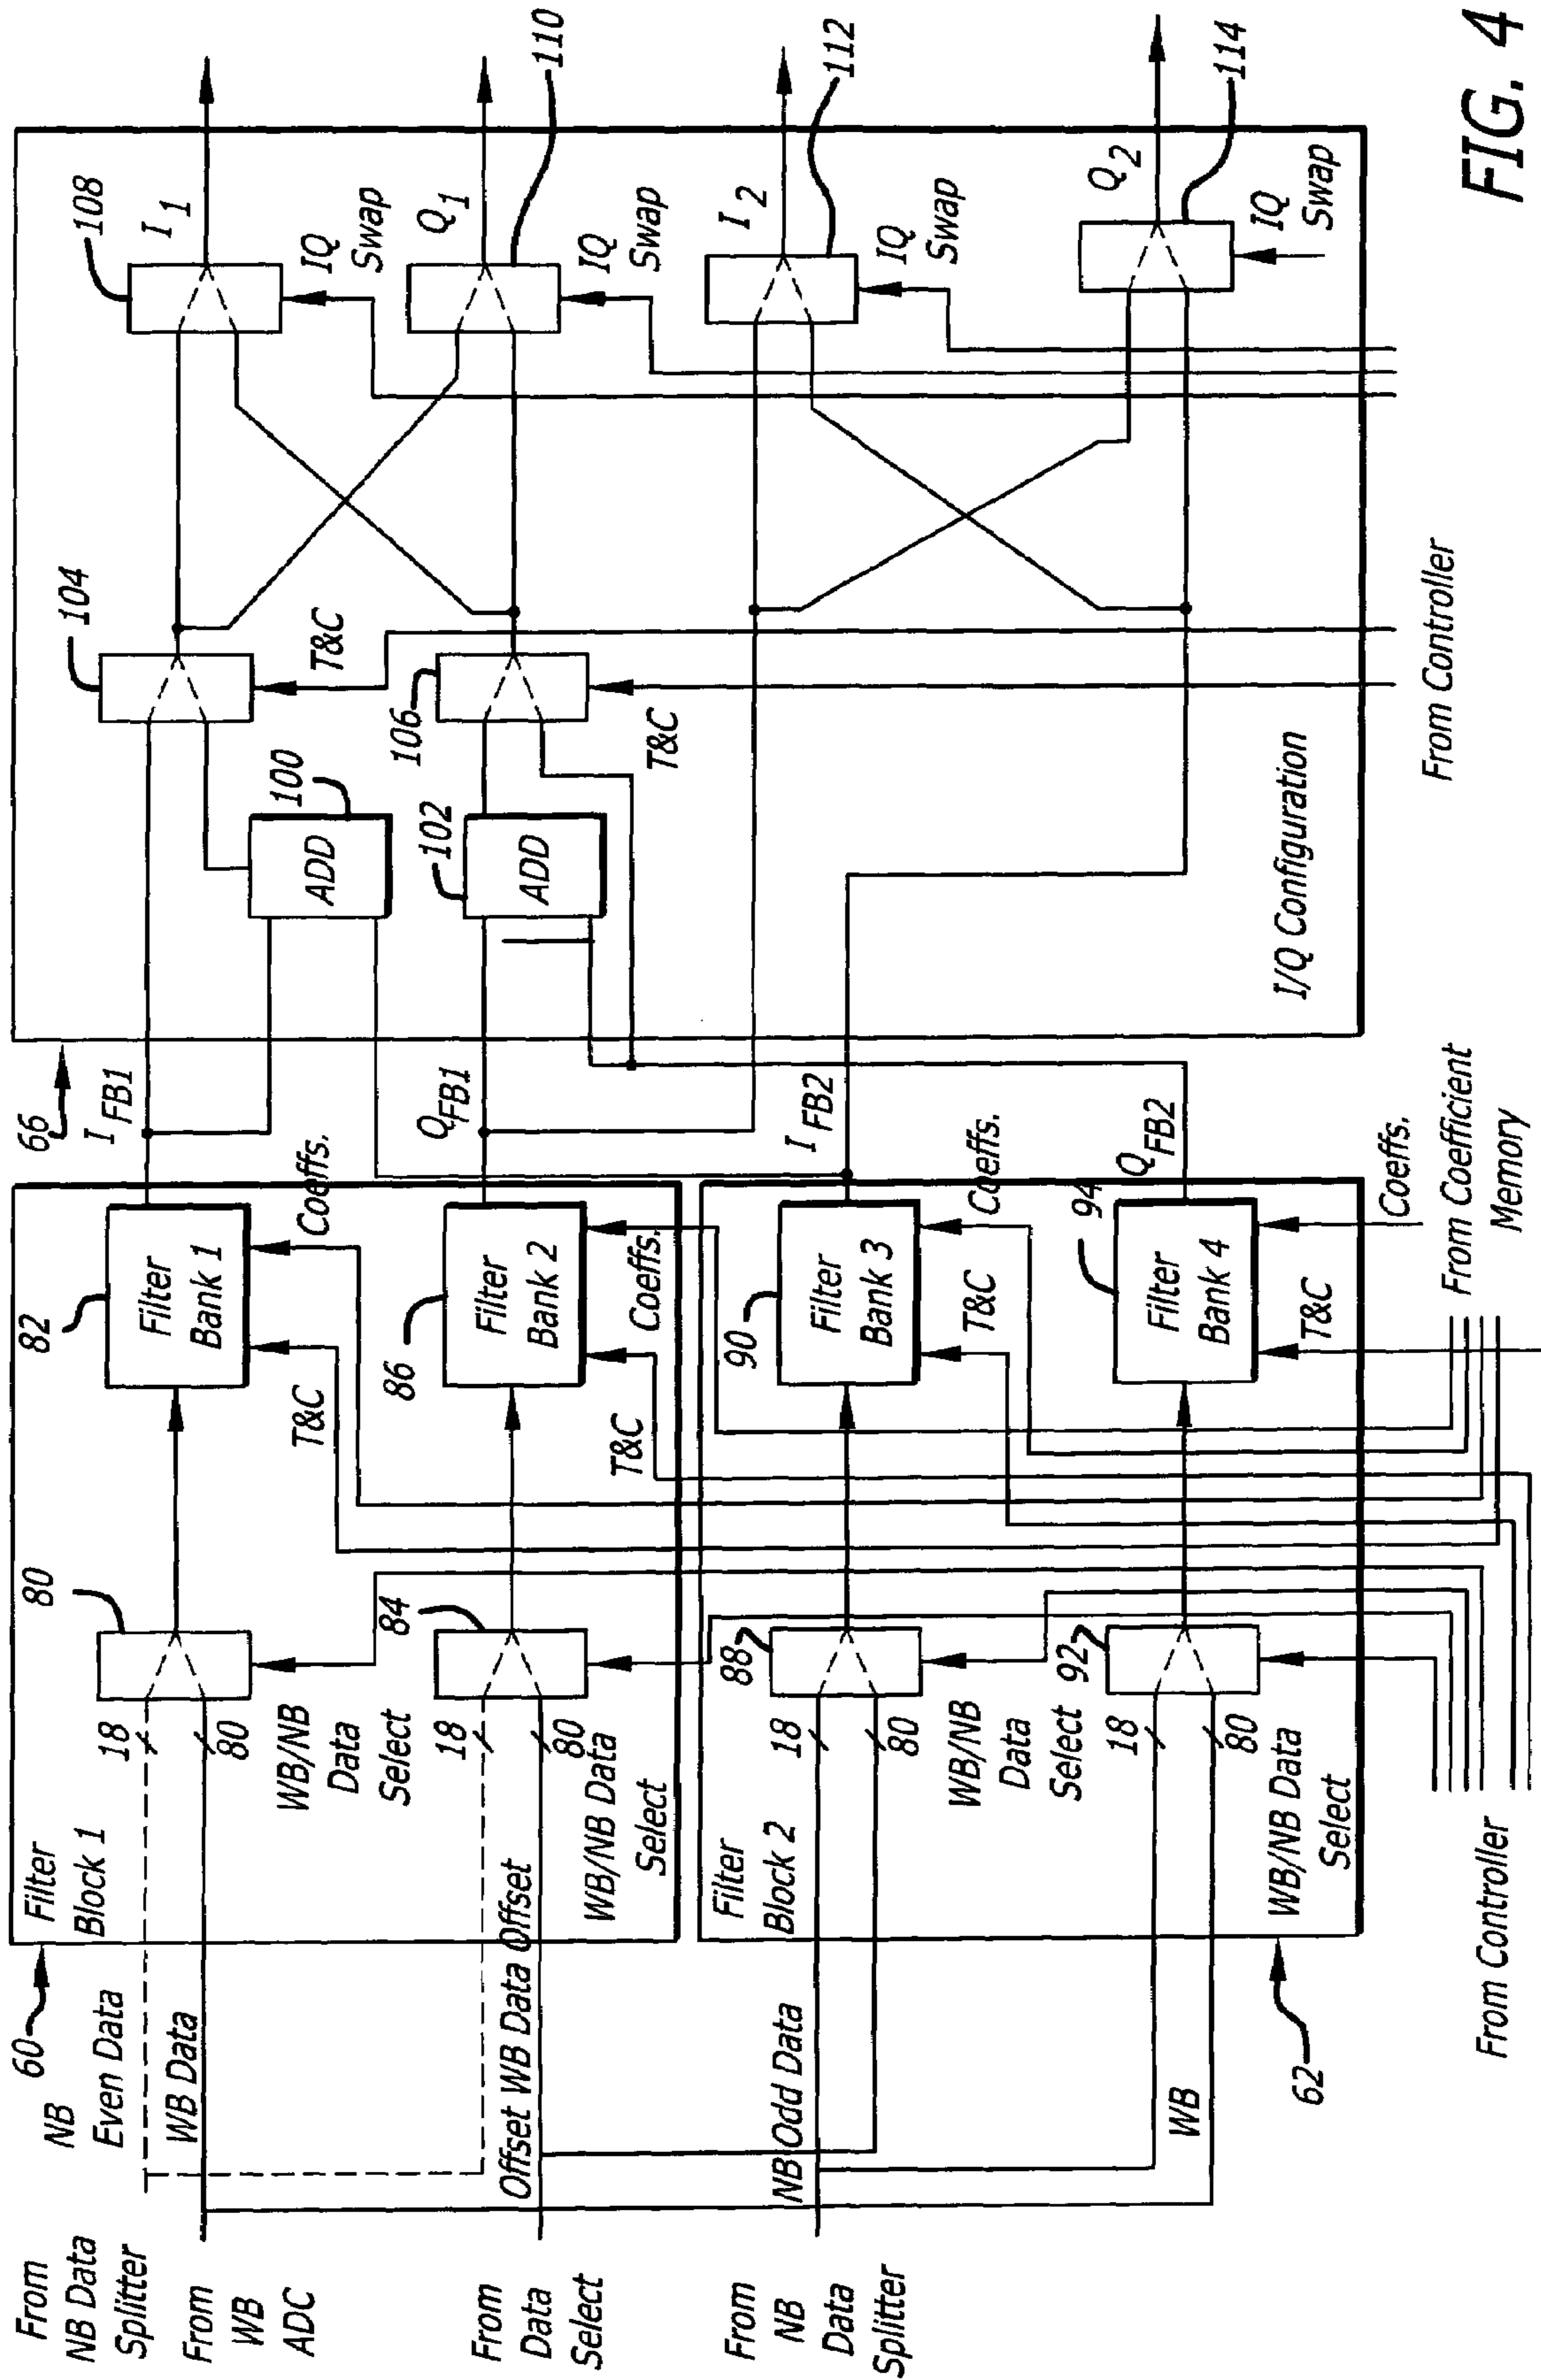 From
NB Data
Splitter
From
WB
ADC
From
Data
Select
From
NB
Data
Splitter
60
NB
Even Data
WB Data
Offset WB Data Offset
NB Odd Data
WB
62
Filter
Block 1
18
80
80
WB/NB
Data
Select
18
80
84
WB/NB Data
Select
82
Filter
Bank 1
T&C
Coeffs.
86
Filter
Bank 2
T&C
Coeffs.
Filter
Block 2
18
80
88
WB/NB
Data
Select
18
80
92
WB/NB Data
Select
90
Filter
Bank 3
T&C
Coeffs.
94
Filter
Bank 4
T&C
Coeffs.
From Controller
From Coefficient
Memory
66
I FB1
Q FB1
I FB2
Q FB2
ADD
100
ADD
102
104
T&C
106
T&C
I/Q Configuration
From Controller
108
I 1
IQ
Swap
110
Q 1
IQ
Swap
112
I 2
IQ
Swap
114
Q 2
IQ
Swap
FIG. 4